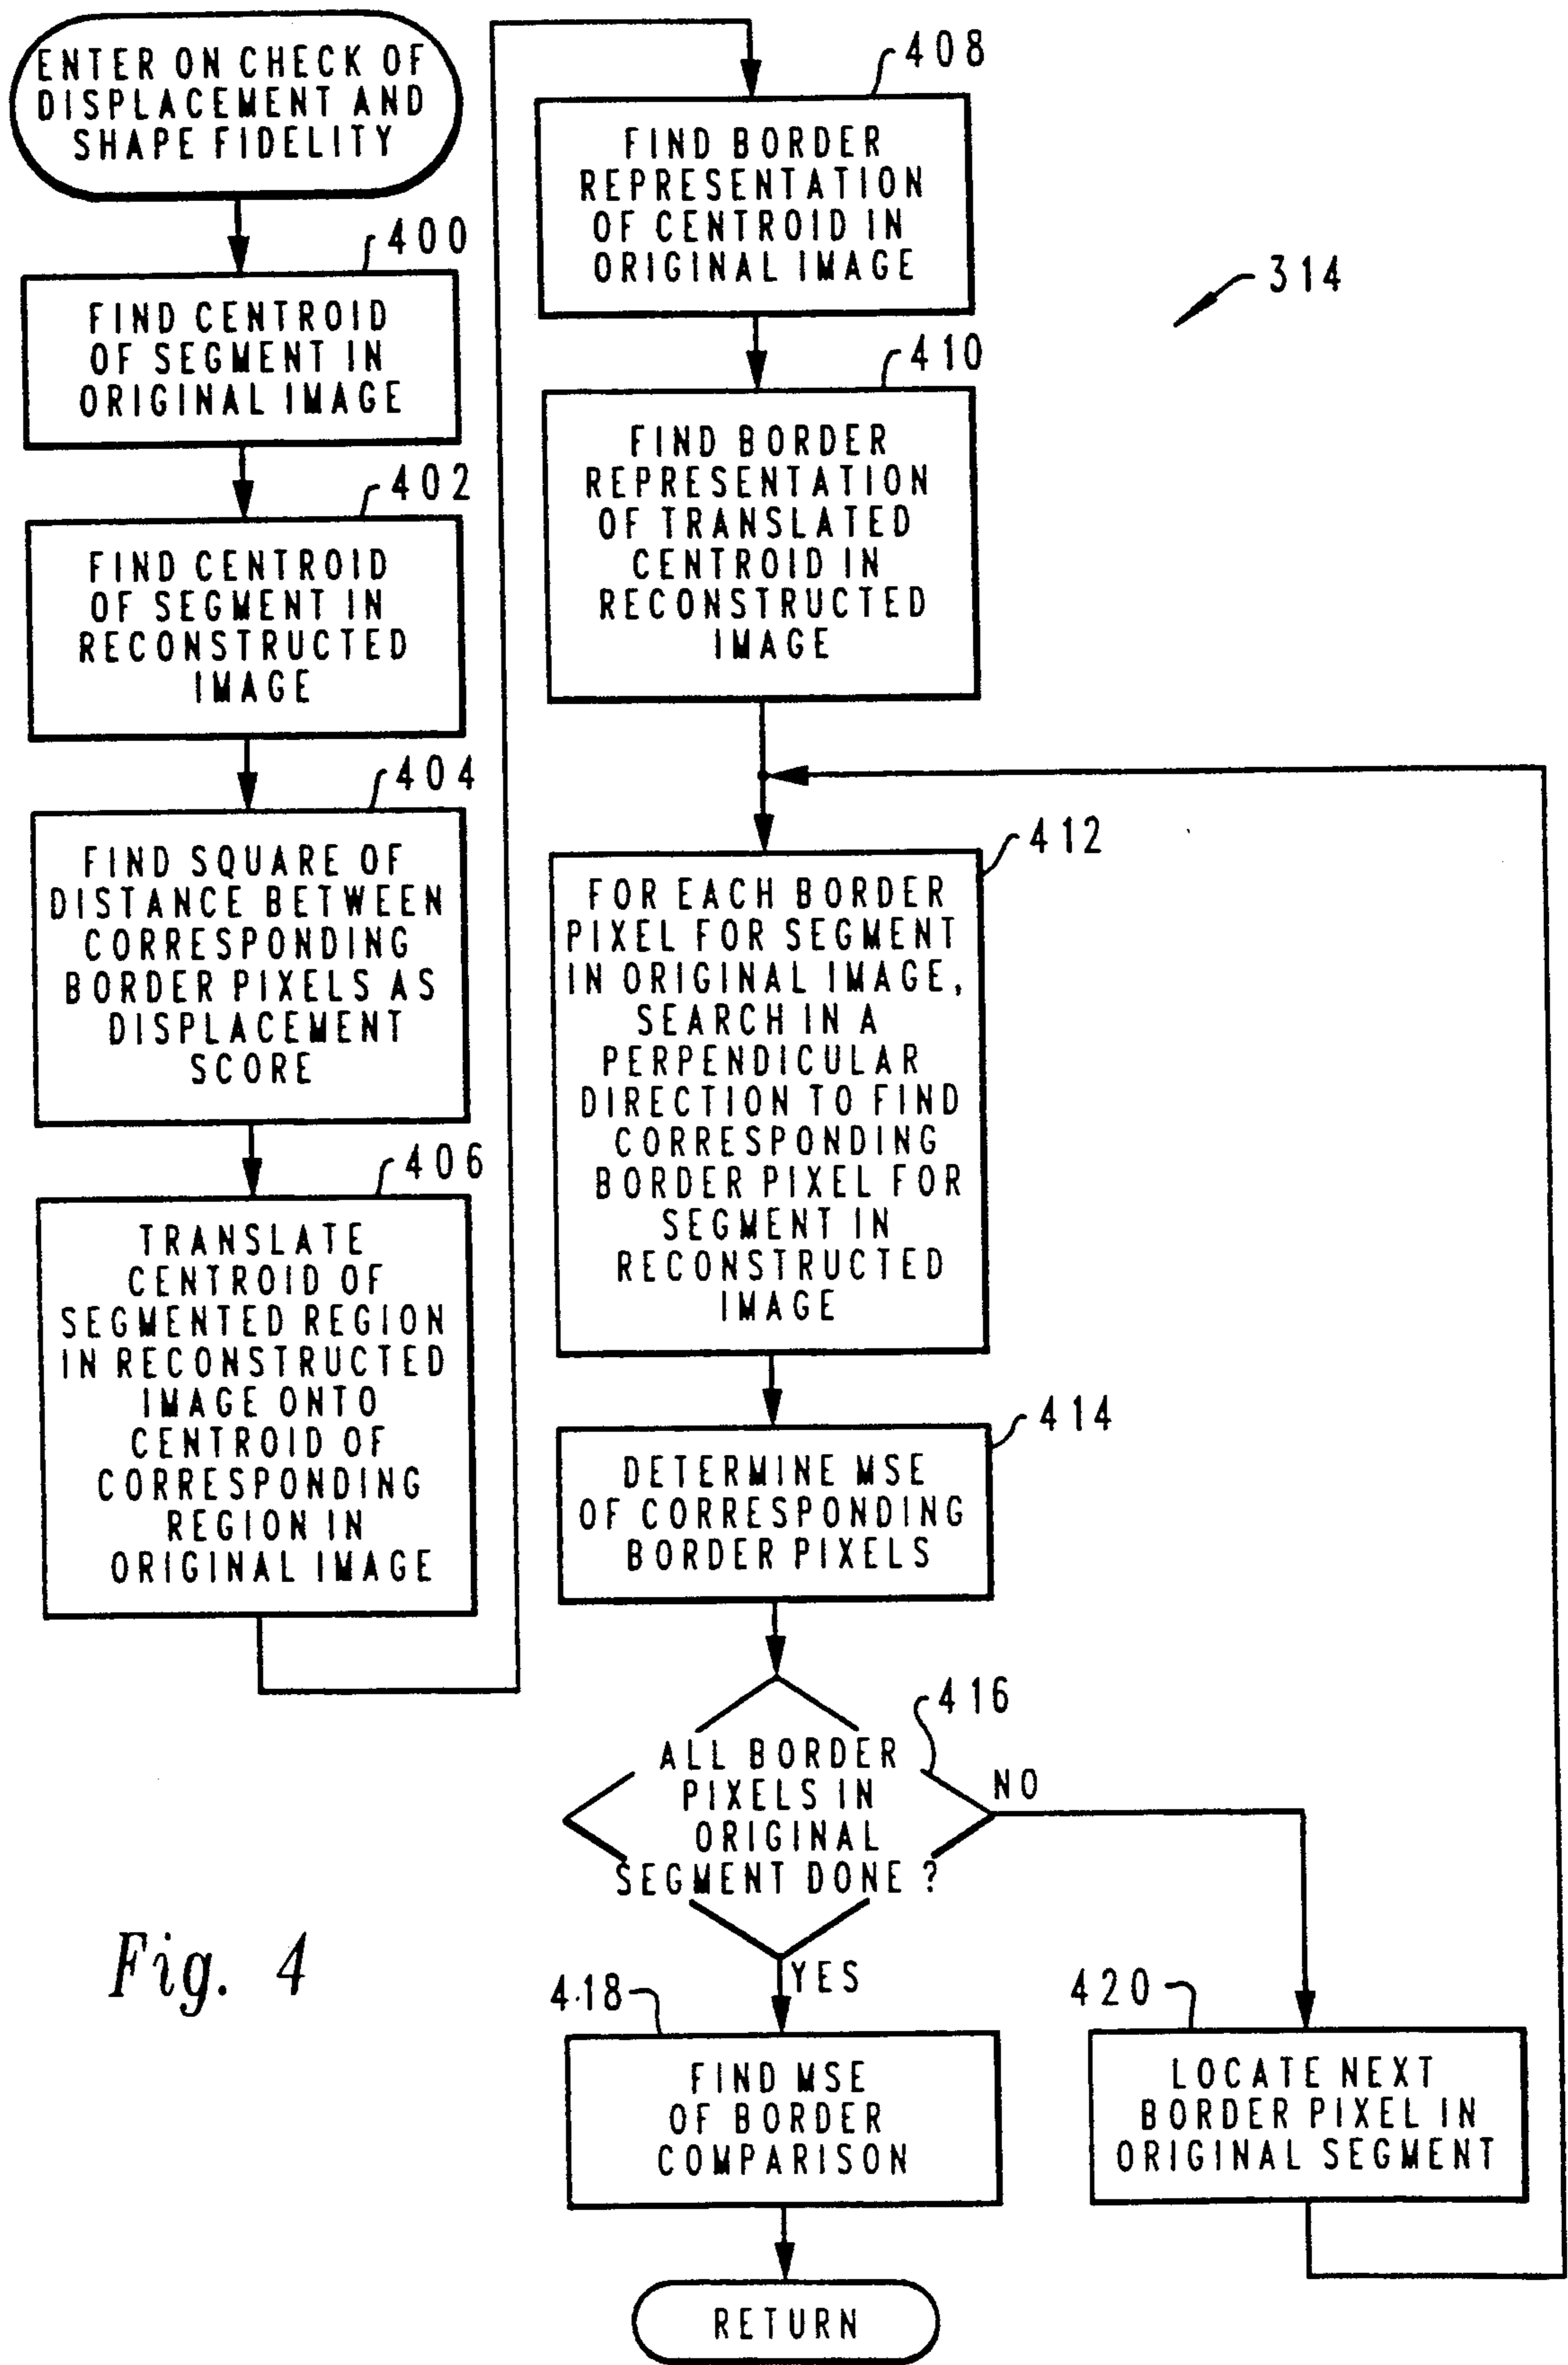 ENTER ON CHECK OF
DISPLACEMENT AND
SHAPE FIDELITY
400
FIND CENTROID
OF SEGMENT IN
ORIGINAL IMAGE
402
FIND CENTROID
OF SEGMENT IN
RECONSTRUCTED
IMAGE
404
FIND SQUARE OF
DISTANCE BETWEEN
CORRESPONDING
BORDER PIXELS AS
DISPLACEMENT
SCORE
406
TRANSLATE
CENTROID OF
SEGMENTED REGION
IN RECONSTRUCTED
IMAGE ONTO
CENTROID OF
CORRESPONDING
REGION IN
ORIGINAL IMAGE
408
FIND BORDER
REPRESENTATION
OF CENTROID IN
ORIGINAL IMAGE
314
410
FIND BORDER
REPRESENTATION
OF TRANSLATED
CENTROID IN
RECONSTRUCTED
IMAGE
412
FOR EACH BORDER
PIXEL FOR SEGMENT
IN ORIGINAL IMAGE,
SEARCH IN A
PERPENDICULAR
DIRECTION TO FIND
CORRESPONDING
BORDER PIXEL FOR
SEGMENT IN
RECONSTRUCTED
IMAGE
414
DETERMINE MSE
OF CORRESPONDING
BORDER PIXELS
416
ALL BORDER
PIXELS IN
ORIGINAL
SEGMENT DONE ?
NO
YES
418
FIND MSE
OF BORDER
COMPARISON
420
LOCATE NEXT
BORDER PIXEL IN
ORIGINAL SEGMENT
RETURN
Fig. 4